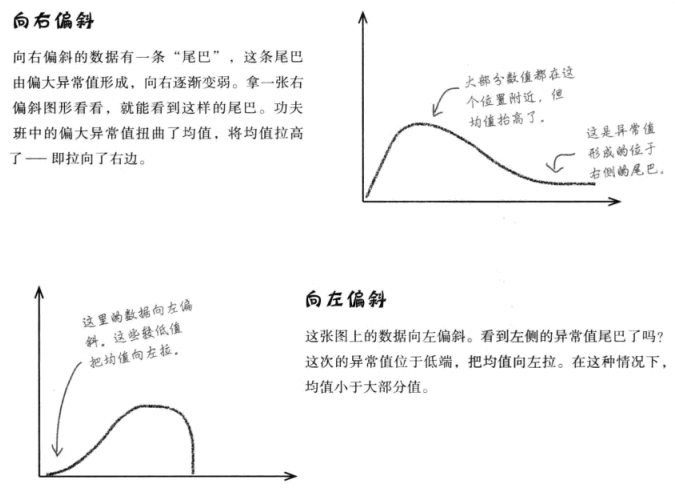 向右偏斜
向右偏斜的数据有一条“尾巴”，这条尾巴
由偏大异常值形成，向右逐渐变弱。拿一张右
偏斜图形看看，就能看到这样的尾巴。功夫
班中的偏大异常值扭曲了均值，将均值拉高
了——即拉向了右边。
大部分数值都在这
个位置附近，但
均值抬高了。
这是异常值
形成的位于
右侧的尾巴。
这里的数据向左偏
斜。这些较低值
把均值向左拉。
向左偏斜
这张图上的数据向左偏斜。看到左侧的异常值尾巴了吗？
这次的异常值位于低端，把均值向左拉。在这种情况下，
均值小于大部分值。